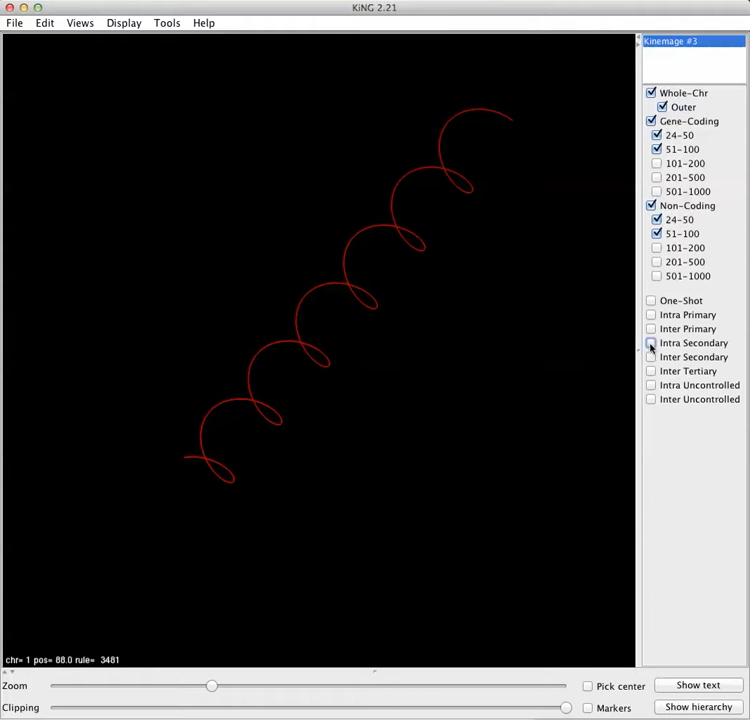 KiNG 2.21
File Edit Views Display Tools Help
Kinemage #3
Whole-Chr
Outer
Gene-Coding
24-50
51-100
101-200
201-500
501-1000
Non-Coding
24-50
51-100
101-200
201-500
501-1000
One-Shot
Intra Primary
Inter Primary
Intra Secondary
Inter Secondary
Inter Tertiary
Intra Uncontrolled
Inter Uncontrolled
chr= 1 pos= 88.0 rule= 3481
Zoom Pick center Show text
Clipping Markers Show hierarchy